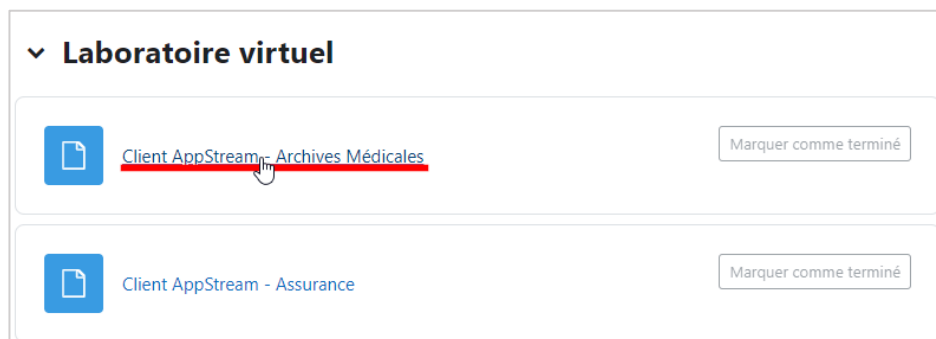 Laboratoire virtuel
Client AppStream - Archives Médicales
Marquer comme terminé
Client AppStream - Assurance
Marquer comme terminé